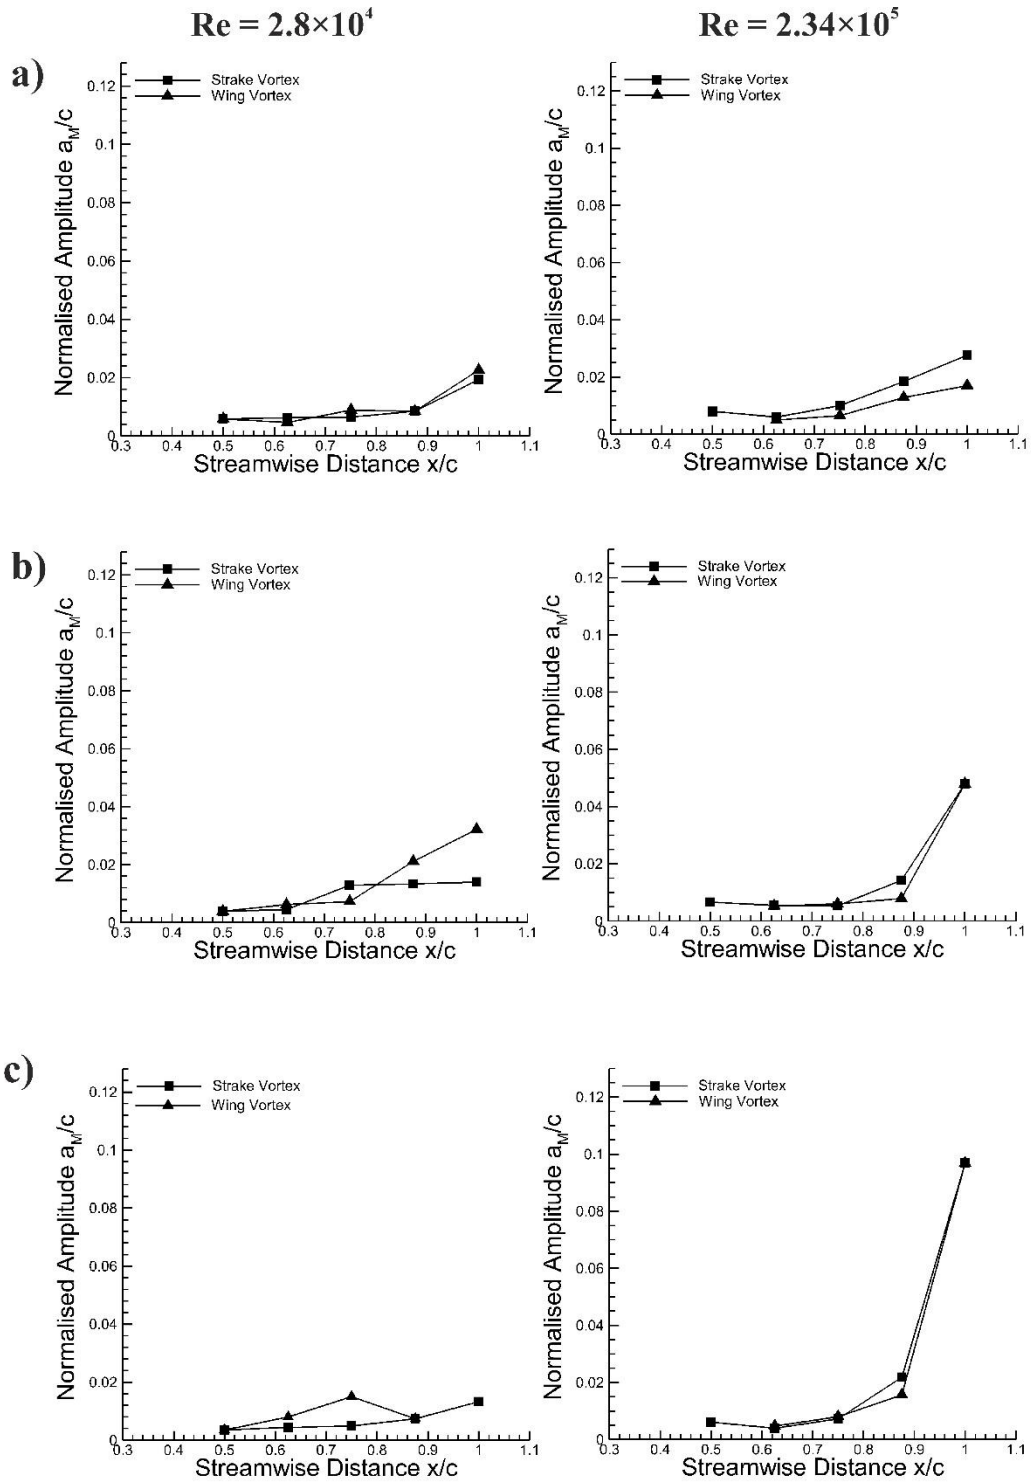 Re = 2.8×10⁴
Re = 2.34×10⁵
a)
Strake Vortex
Wing Vortex
Normalised Amplitude a_M/c
0.12
0.1
0.08
0.06
0.04
0.02
0
0.3 0.4 0.5 0.6 0.7 0.8 0.9 1 1.1
Streamwise Distance x/c
Strake Vortex
Wing Vortex
Normalised Amplitude a_M/c
0.12
0.1
0.08
0.06
0.04
0.02
0
0.3 0.4 0.5 0.6 0.7 0.8 0.9 1 1.1
Streamwise Distance x/c
b)
Strake Vortex
Wing Vortex
Normalised Amplitude a_M/c
0.12
0.1
0.08
0.06
0.04
0.02
0
0.3 0.4 0.5 0.6 0.7 0.8 0.9 1 1.1
Streamwise Distance x/c
Strake Vortex
Wing Vortex
Normalised Amplitude a_M/c
0.12
0.1
0.08
0.06
0.04
0.02
0
0.3 0.4 0.5 0.6 0.7 0.8 0.9 1 1.1
Streamwise Distance x/c
c)
Strake Vortex
Wing Vortex
Normalised Amplitude a_M/c
0.12
0.1
0.08
0.06
0.04
0.02
0
0.3 0.4 0.5 0.6 0.7 0.8 0.9 1 1.1
Streamwise Distance x/c
Strake Vortex
Wing Vortex
Normalised Amplitude a_M/c
0.12
0.1
0.08
0.06
0.04
0.02
0
0.3 0.4 0.5 0.6 0.7 0.8 0.9 1 1.1
Streamwise Distance x/c